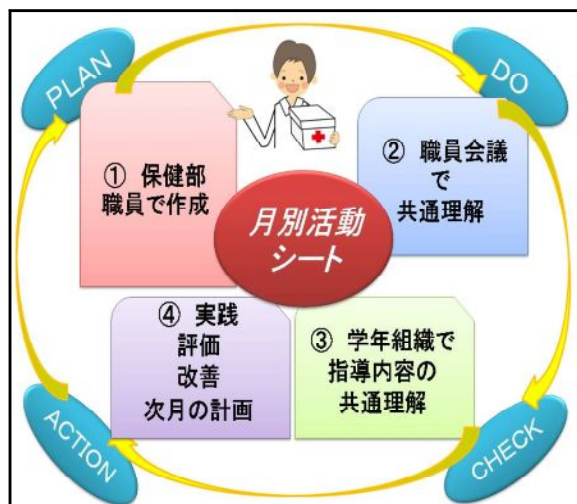 PLAN
DO
① 保健部
職員で作成
② 職員会議
で
共通理解
月別活動
シート
④ 実践
評価
改善
次月の計画
③ 学年組織で
指導内容の
共通理解
ACTION
CHECK